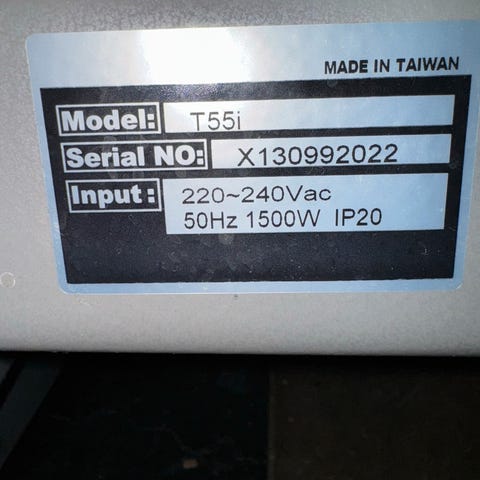 MADE IN TAIWAN
Model: T55i
Serial NO: X130992022
Input: 220~240Vac
50Hz 1500W IP20